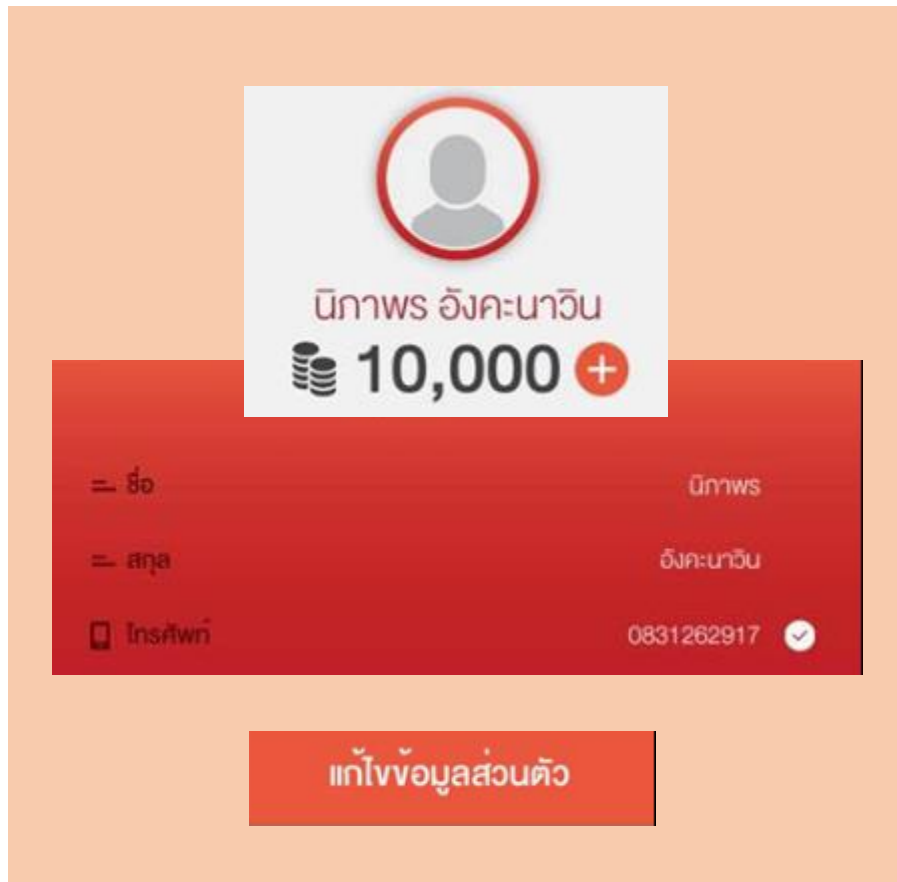 นิภาพร อังคะนาวิน
10,000
ชื่อ นิภาพร
สกุล อังคะนาวิน
โทรศัพท์ 0831262917
แก้ไขข้อมูลส่วนตัว